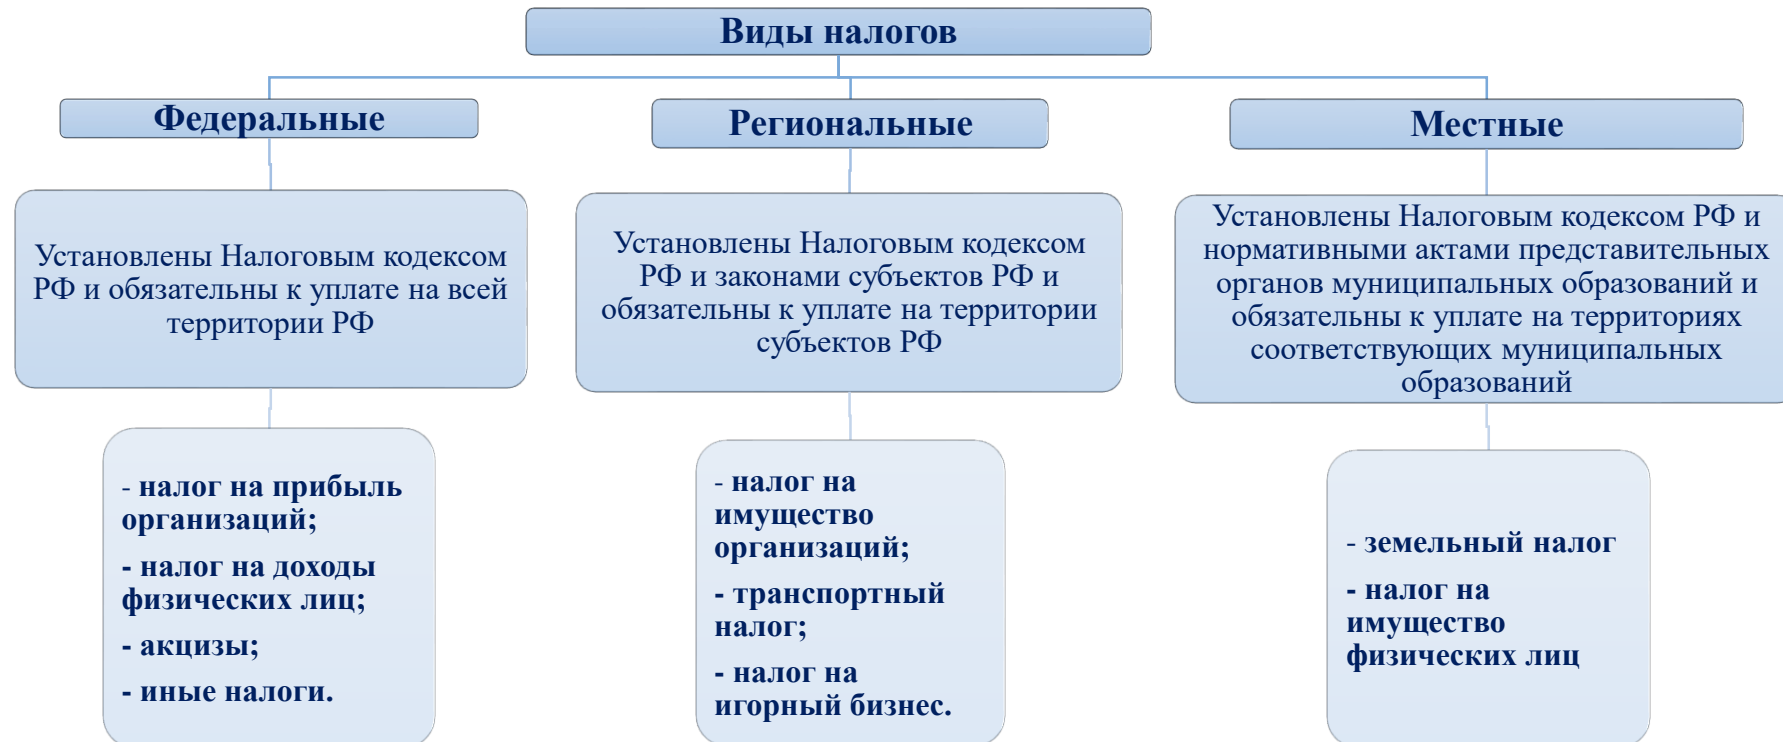 Виды налогов
Федеральные
Установлены Налоговым кодексом
РФ и обязательны к уплате на всей
территории РФ
- налог на прибыль
организаций;
- налог на доходы
физических лиц;
- акцизы;
- иные налоги.
Региональные
Установлены Налоговым кодексом
РФ и законами субъектов РФ и
обязательны к уплате на территории
субъектов РФ
- налог на
имущество
организаций;
- транспортный
налог;
- налог на
игорный бизнес.
Местные
Установлены Налоговым кодексом РФ и
нормативными актами представительных
органов муниципальных образований и
обязательны к уплате на территориях
соответствующих муниципальных
образований
- земельный налог
- налог на
имущество
физических лиц